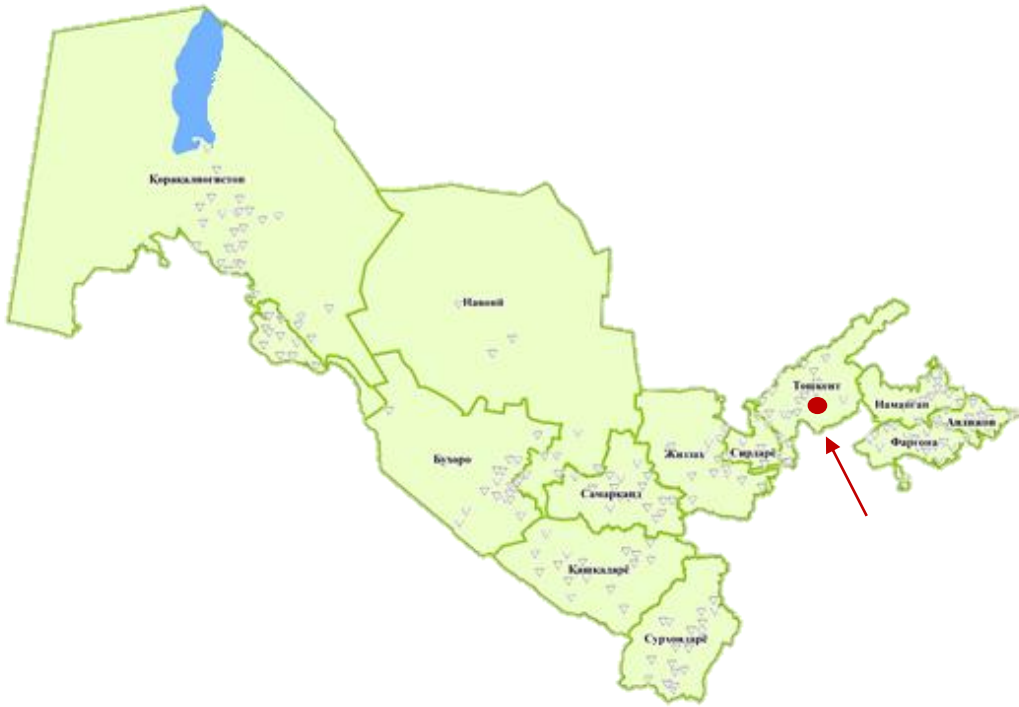 Қорақалпоғистон
Навоий
Тошкент
Наманган
Андижон
Фарғона
Сирдарё
Жиззах
Бухоро
Самарқанд
Қашқадарё
Сурхондарё